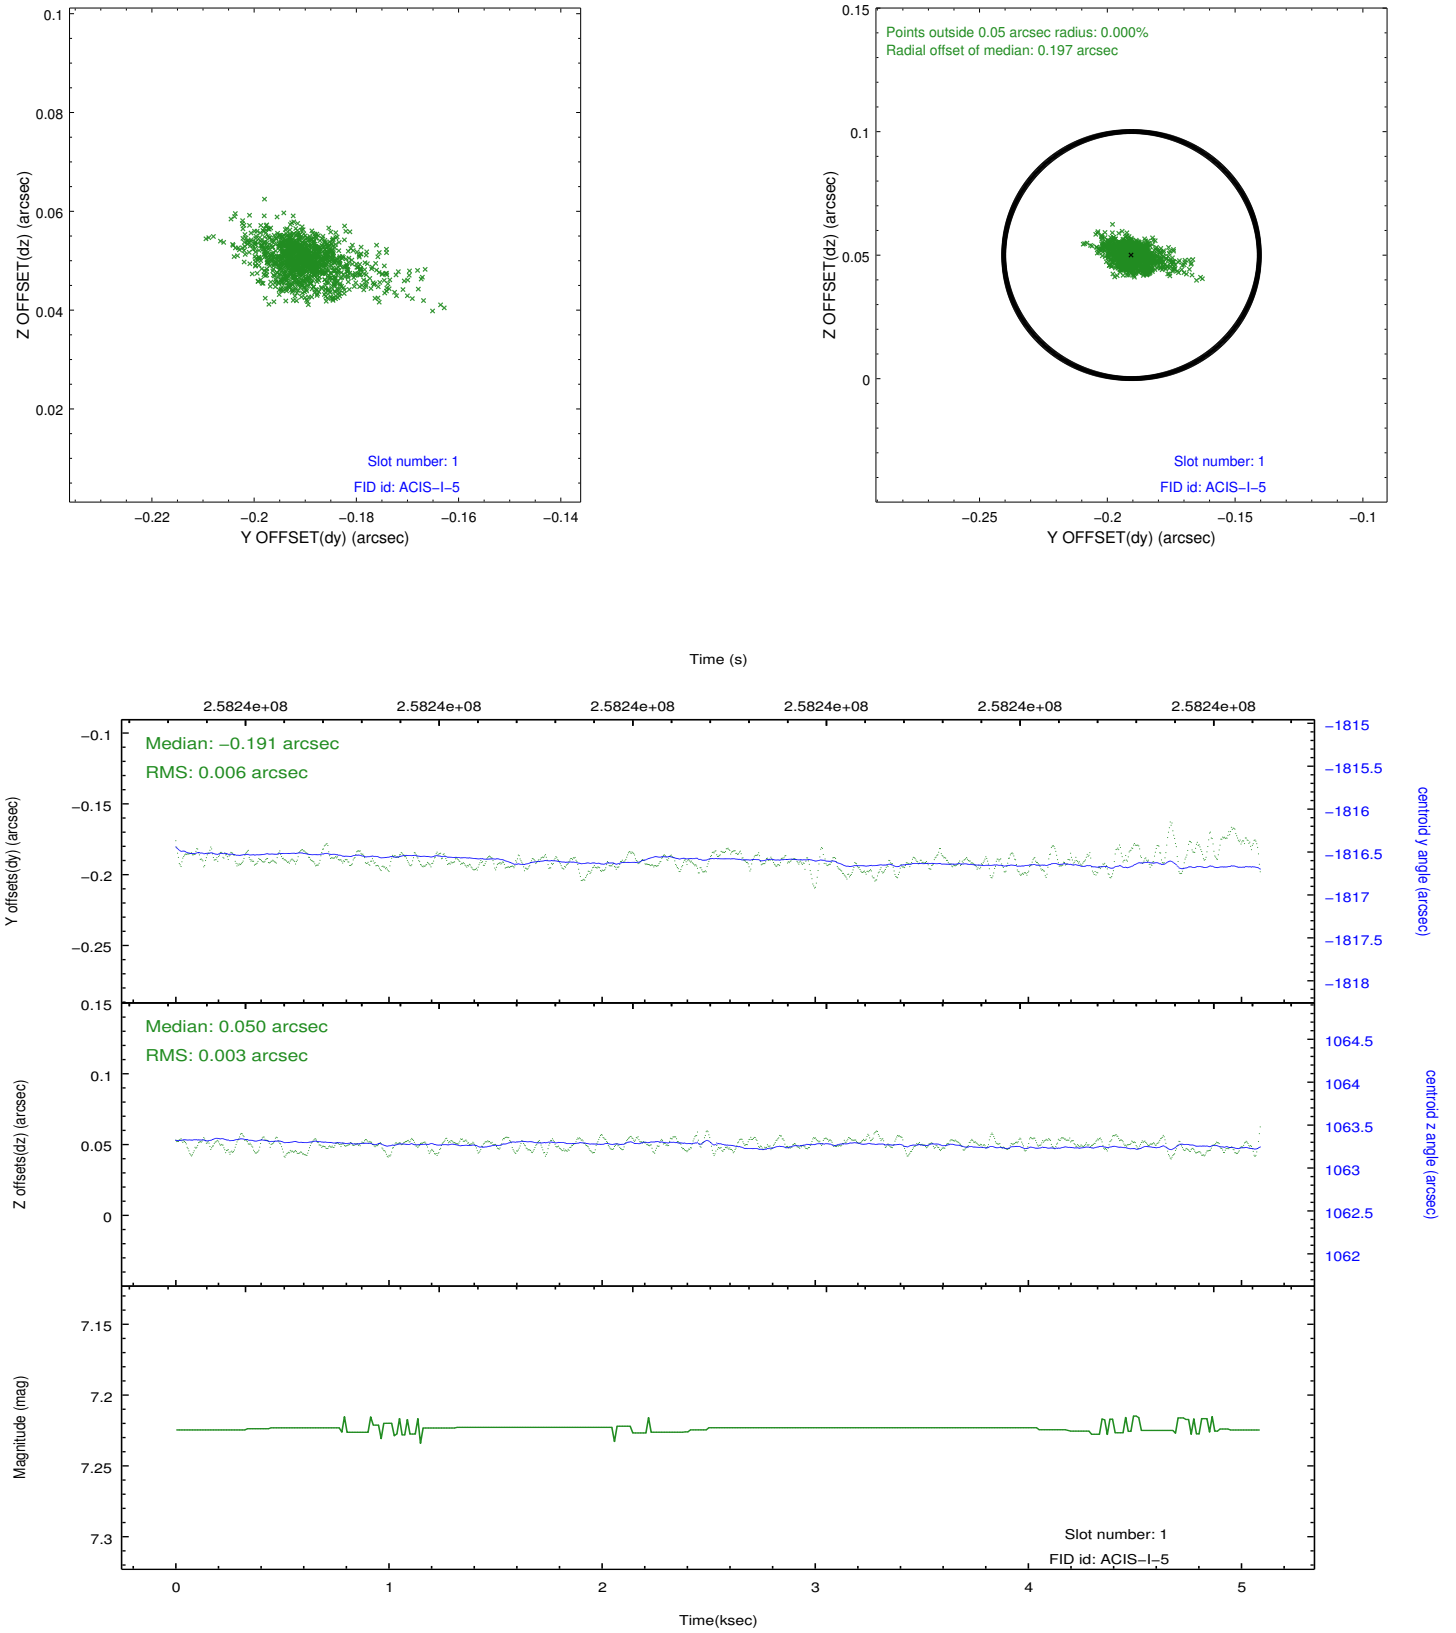 0.1
0.08
0.06
0.04
0.02
Z OFFSET(dz) (arcsec)
Slot number: 1
FID id: ACIS−I−5
−0.22
−0.2
−0.18
−0.16
−0.14
Y OFFSET(dy) (arcsec)
0.15
0.1
0.05
0
Z OFFSET(dz) (arcsec)
Points outside 0.05 arcsec radius: 0.000%
Radial offset of median: 0.197 arcsec
Slot number: 1
FID id: ACIS−I−5
−0.25
−0.2
−0.15
−0.1
Y OFFSET(dy) (arcsec)
Time (s)
2.5824e+08
2.5824e+08
2.5824e+08
2.5824e+08
2.5824e+08
2.5824e+08
−0.1
−0.15
−0.2
−0.25
Y offsets(dy) (arcsec)
Median: −0.191 arcsec
RMS: 0.006 arcsec
−1815
−1815.5
−1816
−1816.5
−1817
−1817.5
−1818
centroid y angle (arcsec)
0.15
0.1
0.05
0
Z offsets(dz) (arcsec)
Median: 0.050 arcsec
RMS: 0.003 arcsec
1064.5
1064
1063.5
1063
1062.5
1062
centroid z angle (arcsec)
7.15
7.2
7.25
7.3
Magnitude (mag)
Slot number: 1
FID id: ACIS−I−5
0
1
2
3
4
5
Time(ksec)